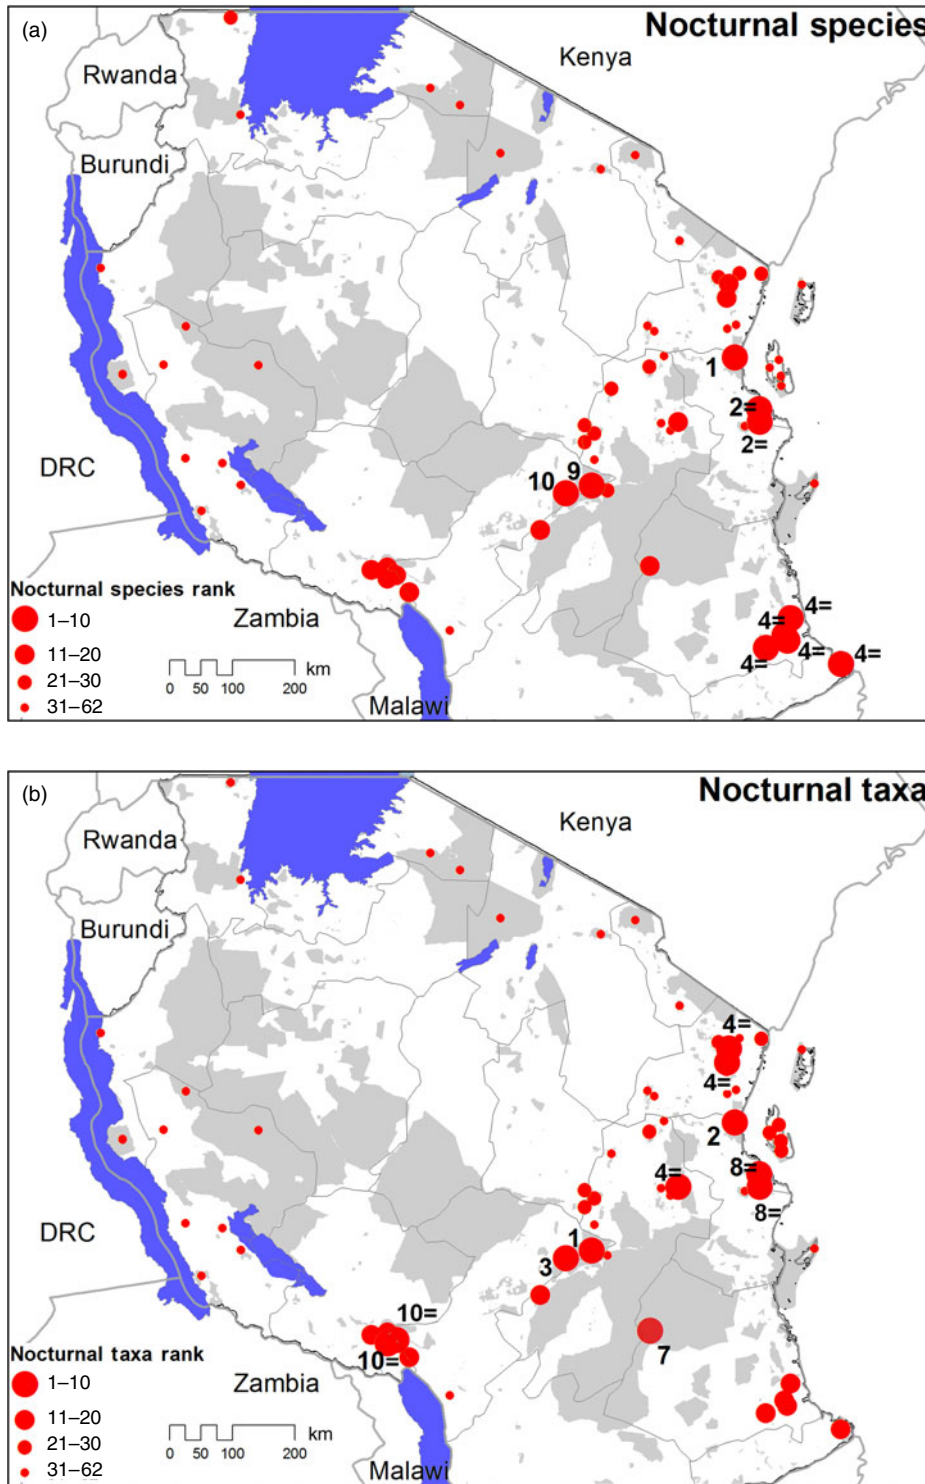 (a)
Nocturnal species
Kenya
Rwanda
Burundi
1
2=
2=
DRC
9
10
Nocturnal species rank
1–10
11–20
21–30
31–62
Zambia
km
0 50 100 200
Malawi
4=
4=
4=
4=
4=
(b)
Nocturnal taxa
Kenya
Rwanda
Burundi
4=
4=
2
4=
8=
8=
DRC
1
3
10=
10=
7
Nocturnal taxa rank
1–10
11–20
21–30
31–62
Zambia
km
0 50 100 200
Malawi